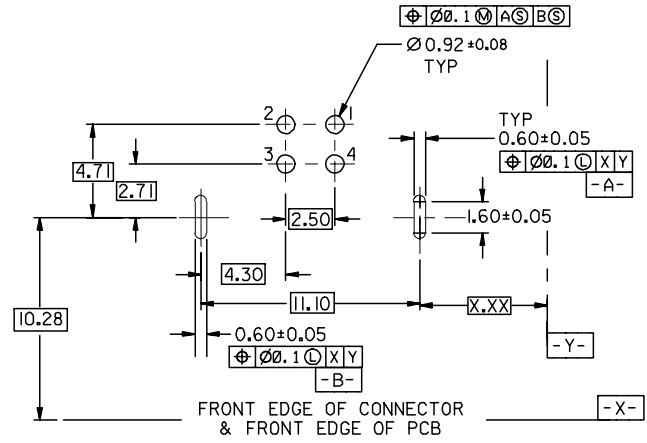 ⌖ Ø0.1 Ⓜ A Ⓢ B Ⓢ
Ø 0.92 ±0.08
TYP
2 1
3 4
TYP
0.60±0.05
⌖ Ø0.1 Ⓛ X Y
-A-
4.71
2.71
2.50
1.60±0.05
4.30
11.10
X.XX
10.28
0.60±0.05
⌖ Ø0.1 Ⓛ X Y
-B-
-Y-
FRONT EDGE OF CONNECTOR
& FRONT EDGE OF PCB
-X-